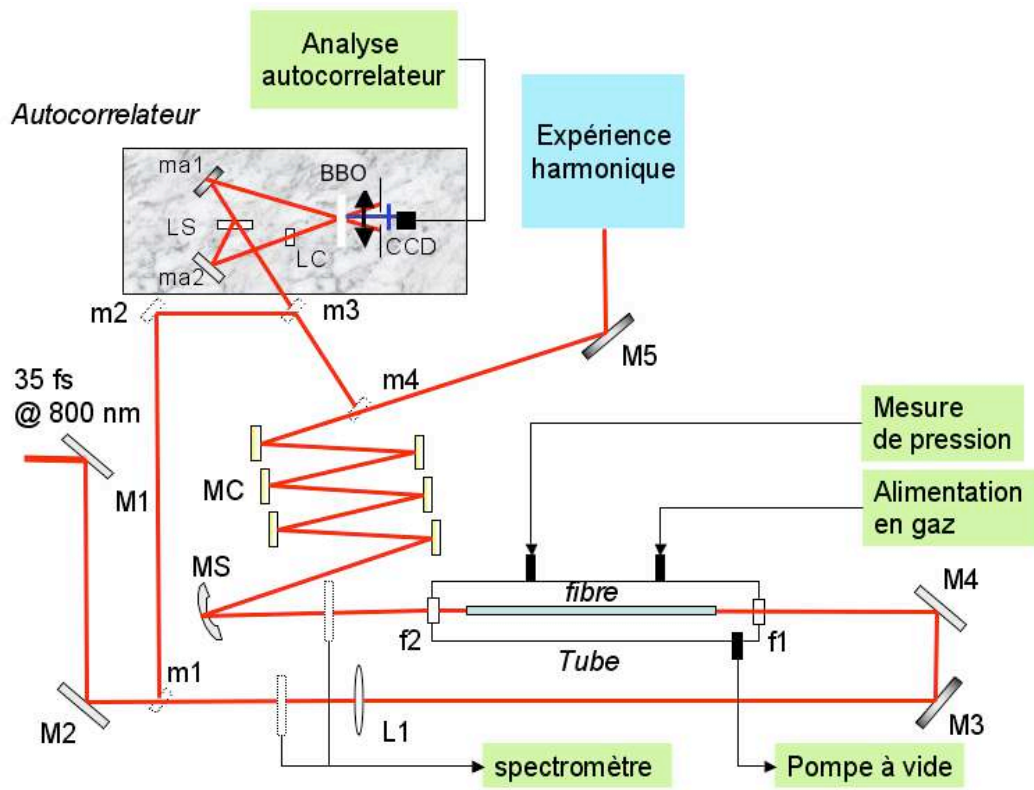 Analyse
autocorrelateur
Autocorrelateur
Expérience
harmonique
ma1
BBO
LS
LC
CCD
ma2
m2
m3
M5
m4
35 fs
@ 800 nm
Mesure
de pression
M1
MC
Alimentation
en gaz
MS
fibre
M4
f2
f1
Tube
m1
M2
L1
M3
spectromètre
Pompe à vide